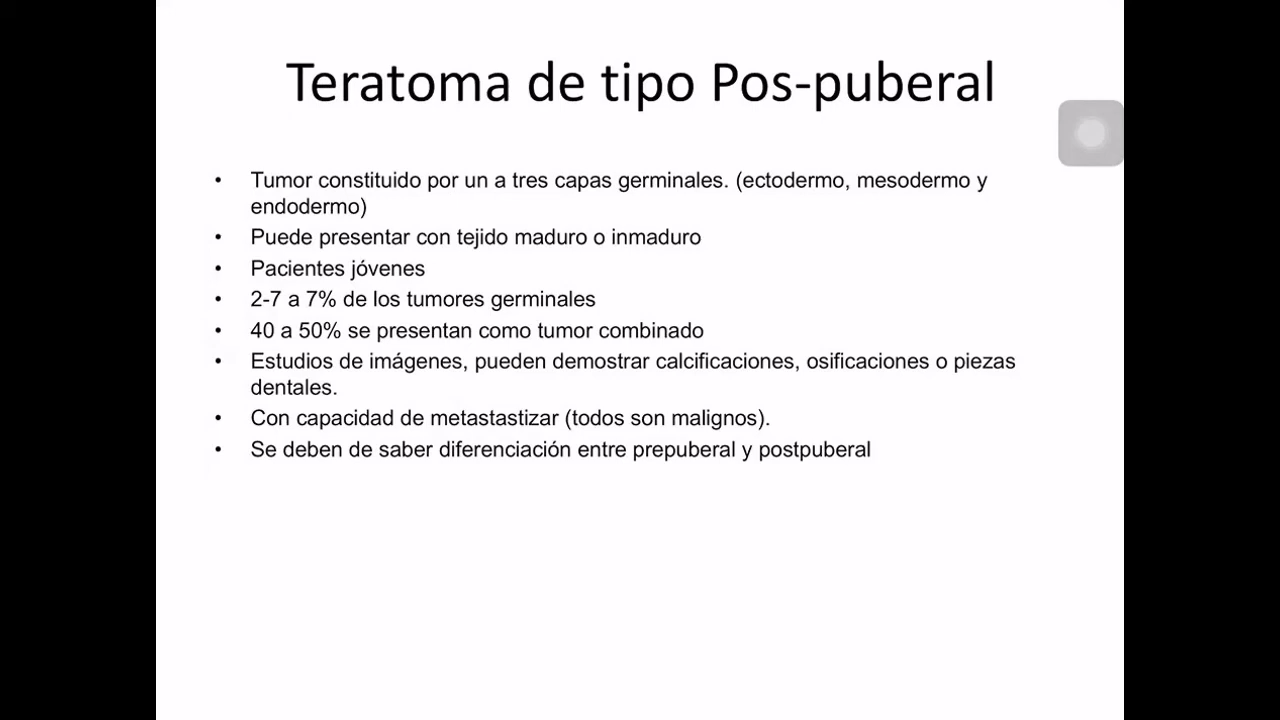 Teratoma de tipo Pos-puberal
• Tumor constituido por un a tres capas germinales. (ectodermo, mesodermo y
endodermo)
• Puede presentar con tejido maduro o inmaduro
• Pacientes jóvenes
• 2-7 a 7% de los tumores germinales
• 40 a 50% se presentan como tumor combinado
• Estudios de imágenes, pueden demostrar calcificaciones, osificaciones o piezas
dentales.
• Con capacidad de metastastizar (todos son malignos).
• Se deben de saber diferenciación entre prepuberal y postpuberal